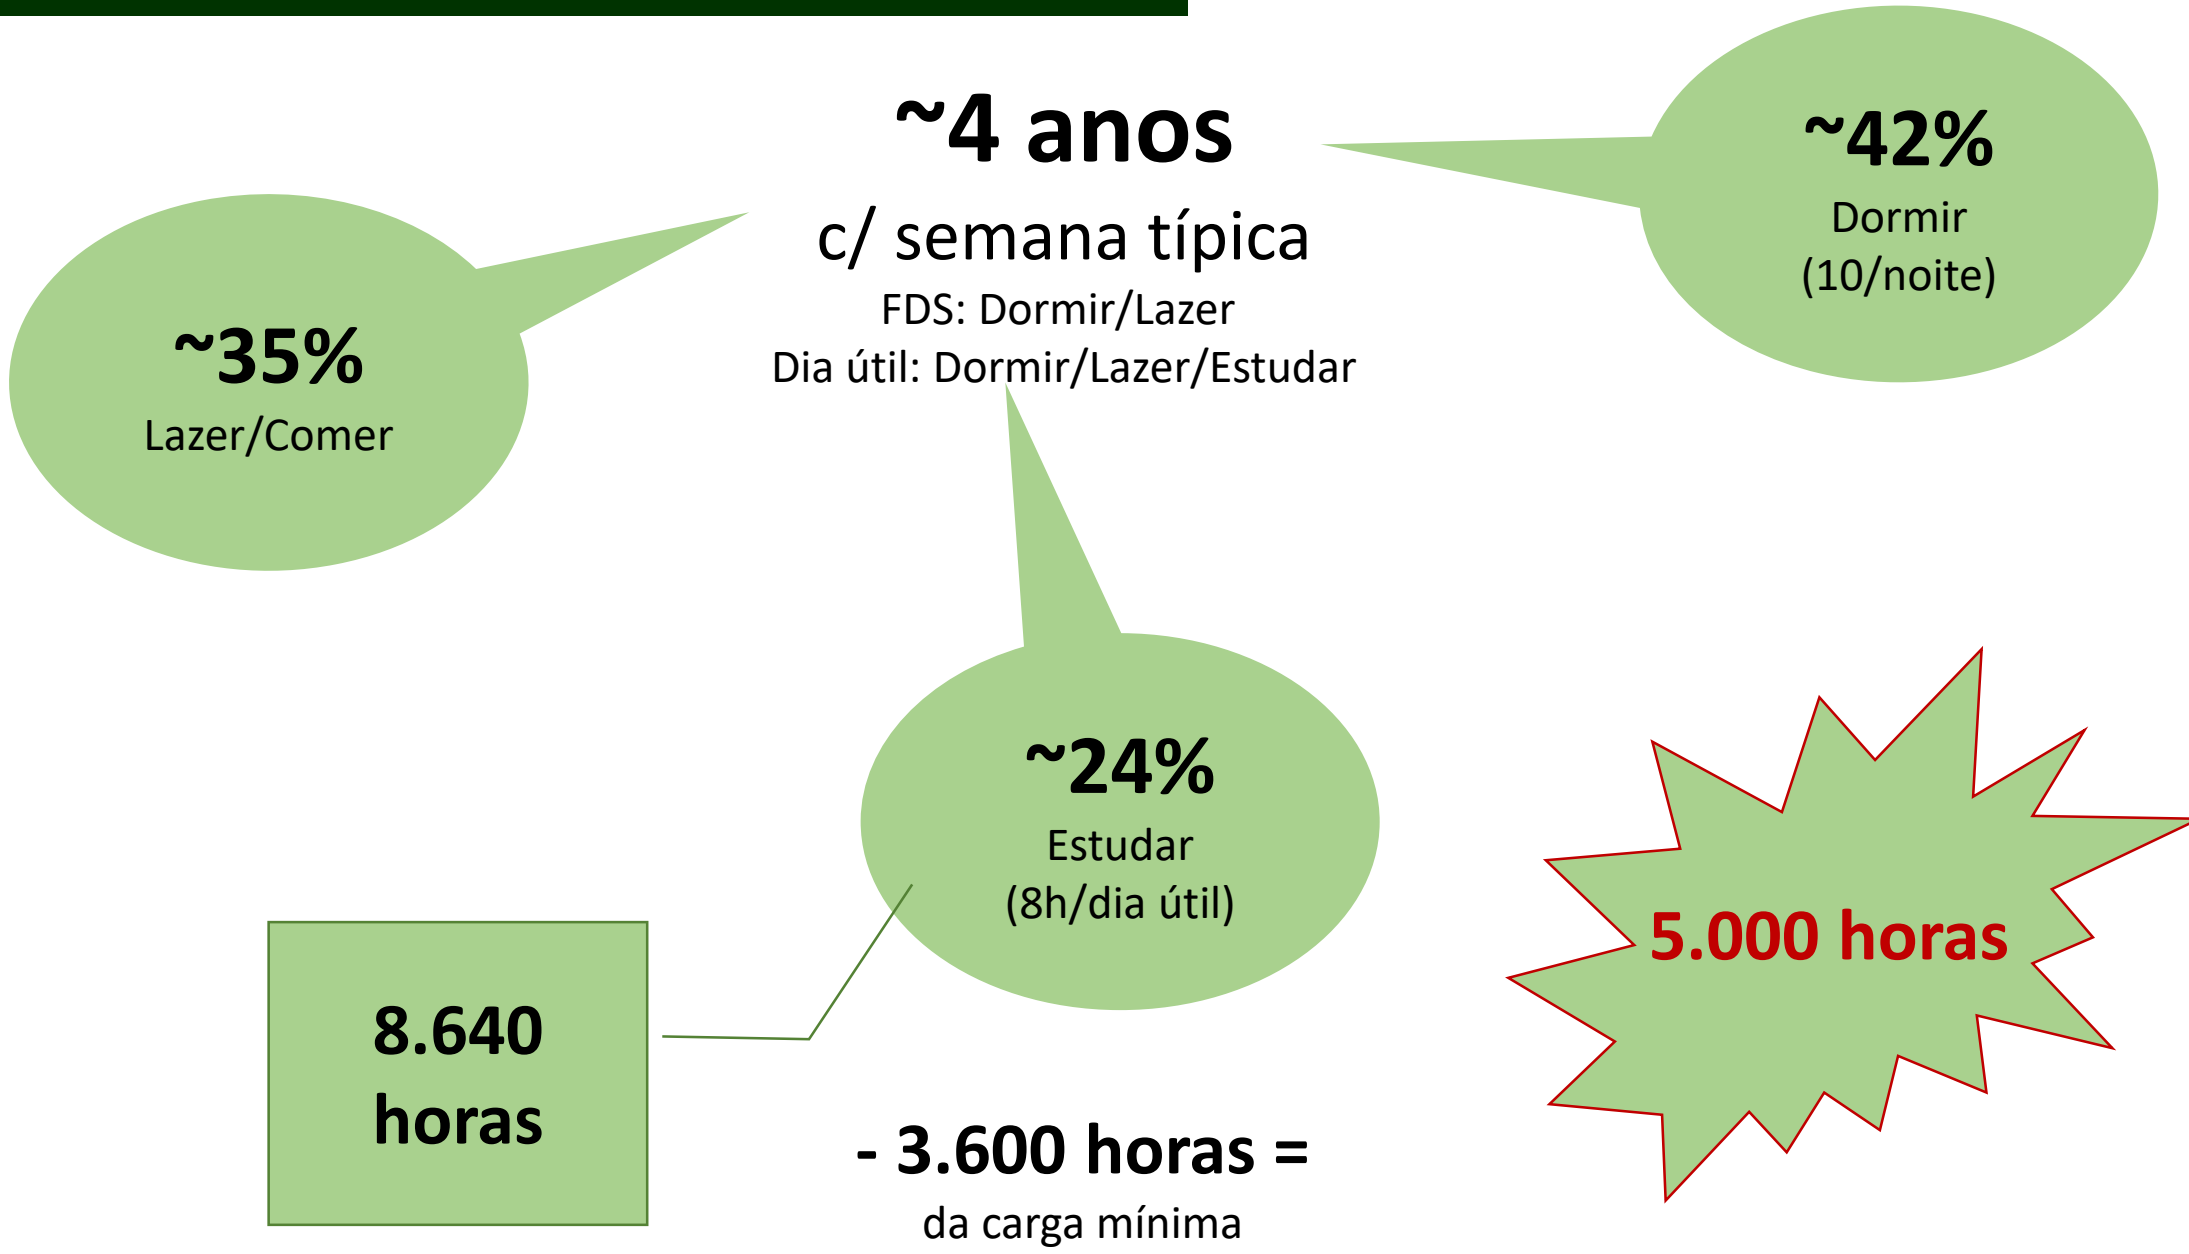 ~4 anos
c/ semana típica
FDS: Dormir/Lazer
Dia útil: Dormir/Lazer/Estudar
~42%
Dormir
(10/noite)
~35%
Lazer/Comer
~24%
Estudar
(8h/dia útil)
8.640
horas
- 3.600 horas =
da carga mínima
5.000 horas